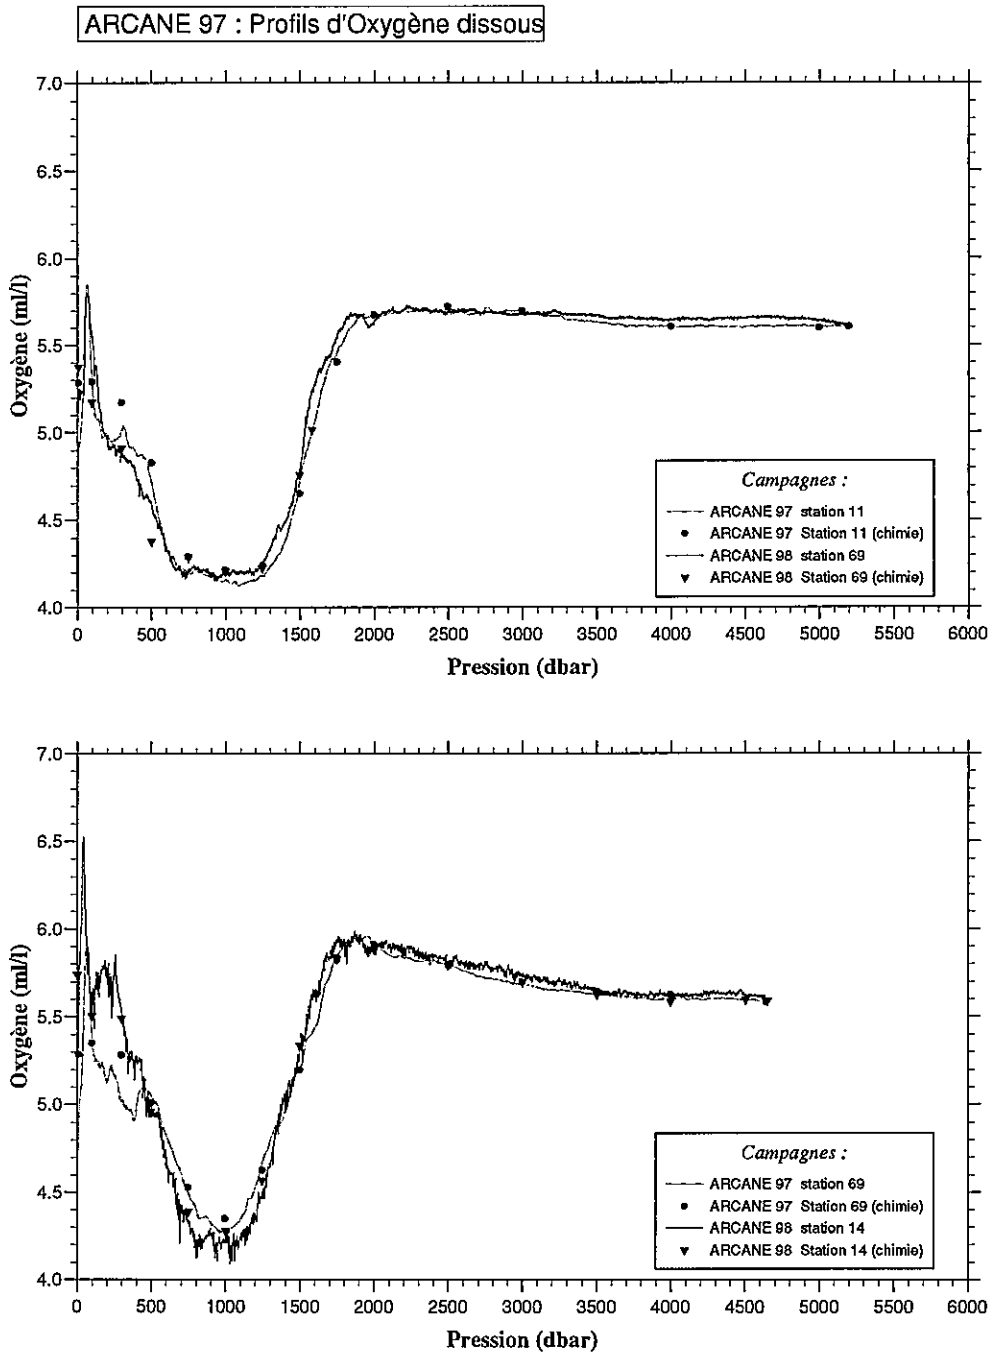 ARCANE 97 : Profils d'Oxygène dissous
7.0
6.5
6.0
5.5
5.0
4.5
4.0
Oxygène (ml/l)
Campagnes :
ARCANE 97 station 11
ARCANE 97 Station 11 (chimie)
ARCANE 98 station 69
ARCANE 98 Station 69 (chimie)
0 500 1000 1500 2000 2500 3000 3500 4000 4500 5000 5500 6000
Pression (dbar)
7.0
6.5
6.0
5.5
5.0
4.5
4.0
Oxygène (ml/l)
Campagnes :
ARCANE 97 station 69
ARCANE 97 Station 69 (chimie)
ARCANE 98 station 14
ARCANE 98 Station 14 (chimie)
0 500 1000 1500 2000 2500 3000 3500 4000 4500 5000 5500 6000
Pression (dbar)